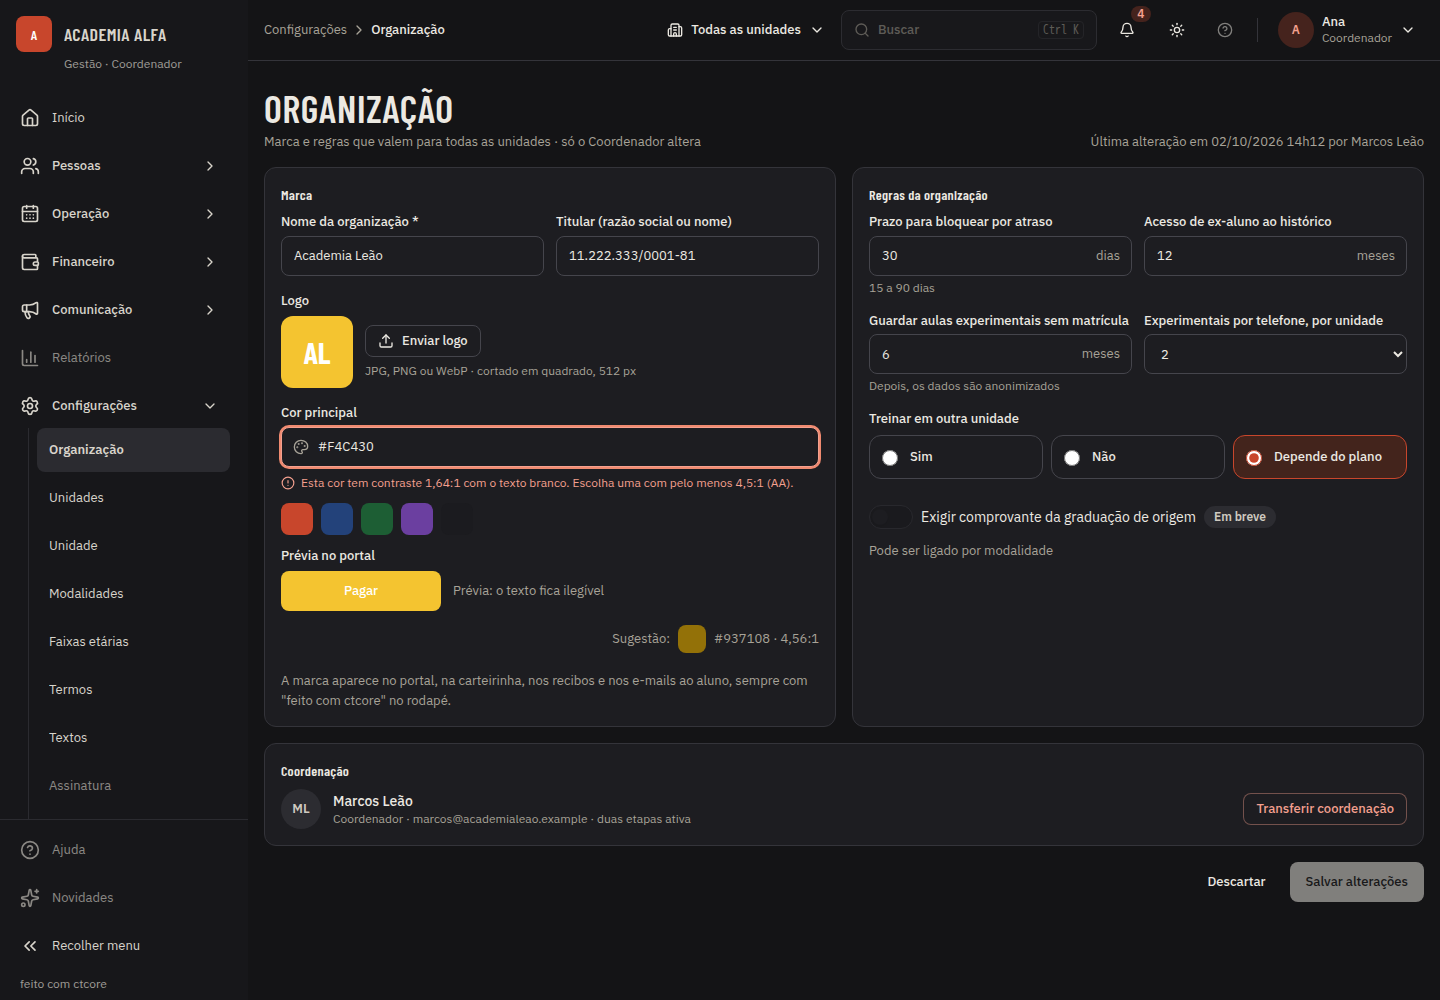 A
ACADEMIA ALFA
Gestão · Coordenador
Início
Pessoas
Operação
Financeiro
Comunicação
Relatórios
Configurações
Organização
Unidades
Unidade
Modalidades
Faixas etárias
Termos
Textos
Assinatura
Ajuda
Novidades
Recolher menu
feito com ctcore
Configurações
Organização
Todas as unidades
Buscar
Ctrl K
4
A
Ana
Coordenador
ORGANIZAÇÃO
Marca e regras que valem para todas as unidades · só o Coordenador altera
Última alteração em 02/10/2026 14h12 por Marcos Leão
Marca
Nome da organização *
Titular (razão social ou nome)
Academia Leão
11.222.333/0001-81
Logo
AL
Enviar logo
JPG, PNG ou WebP · cortado em quadrado, 512 px
Cor principal
#F4C430
Esta cor tem contraste 1,64:1 com o texto branco. Escolha uma com pelo menos 4,5:1 (AA).
Prévia no portal
Pagar
Prévia: o texto fica ilegível
Sugestão:
#937108 · 4,56:1
A marca aparece no portal, na carteirinha, nos recibos e nos e-mails ao aluno, sempre com
"feito com ctcore" no rodapé.
Regras da organização
Prazo para bloquear por atraso
Acesso de ex-aluno ao histórico
30
dias
12
meses
15 a 90 dias
Guardar aulas experimentais sem matrícula
Experimentais por telefone, por unidade
6
meses
2
Depois, os dados são anonimizados
Treinar em outra unidade
Sim
Não
Depende do plano
Exigir comprovante da graduação de origem
Em breve
Pode ser ligado por modalidade
Coordenação
ML
Marcos Leão
Coordenador · marcos@academialeao.example · duas etapas ativa
Transferir coordenação
Descartar
Salvar alterações